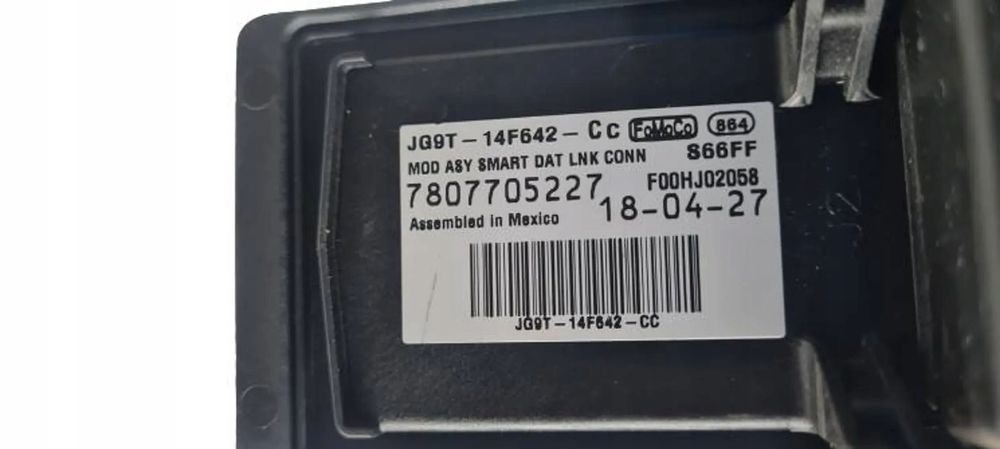 JG9T-14F642-Cc FoMoCo 664
MOD ASY SMART DAT LNK CONN S66FF
7807705227 F00HJ02058
Assembled in Mexico 18-04-27
JG9T-14F642-CC